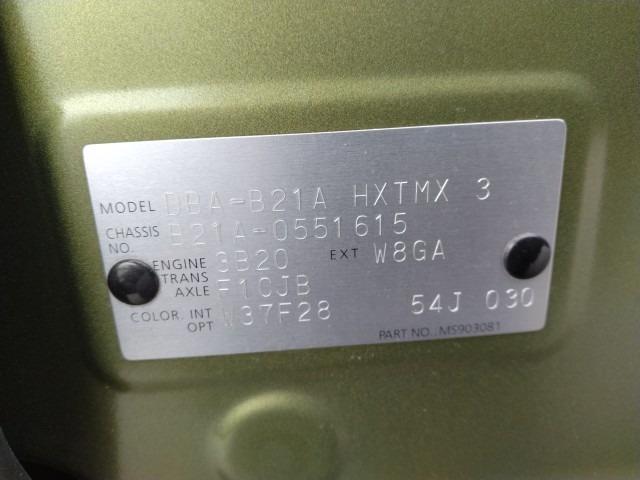 MODEL DBA-B21A HXTMX 3
CHASSIS NO. B21A-0551615
ENGINE 3B20 EXT W8GA
TRANS AXLE F1CJB
COLOR. INT OPT W37F28 54J 030
PART NO., MS903081